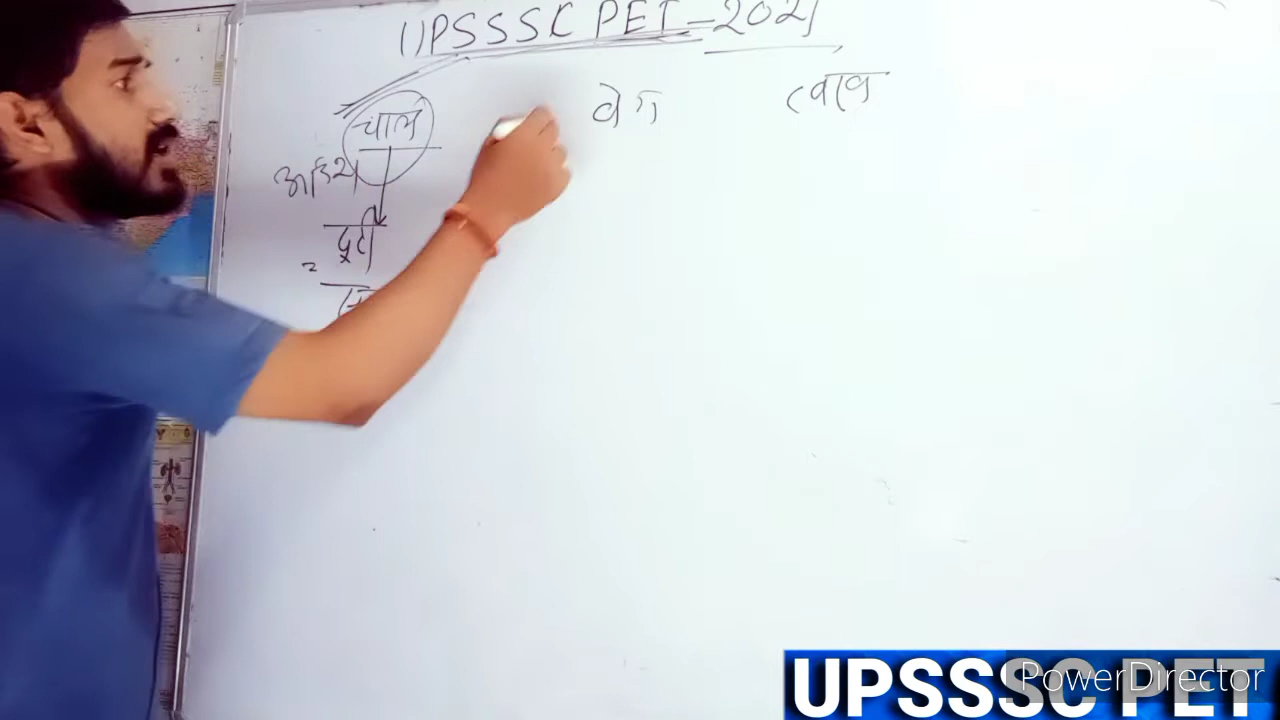 UPSSSC PET-2021
चाल वेग त्वरण
अदिश
दूरी
UPSSSC PET
PowerDirector